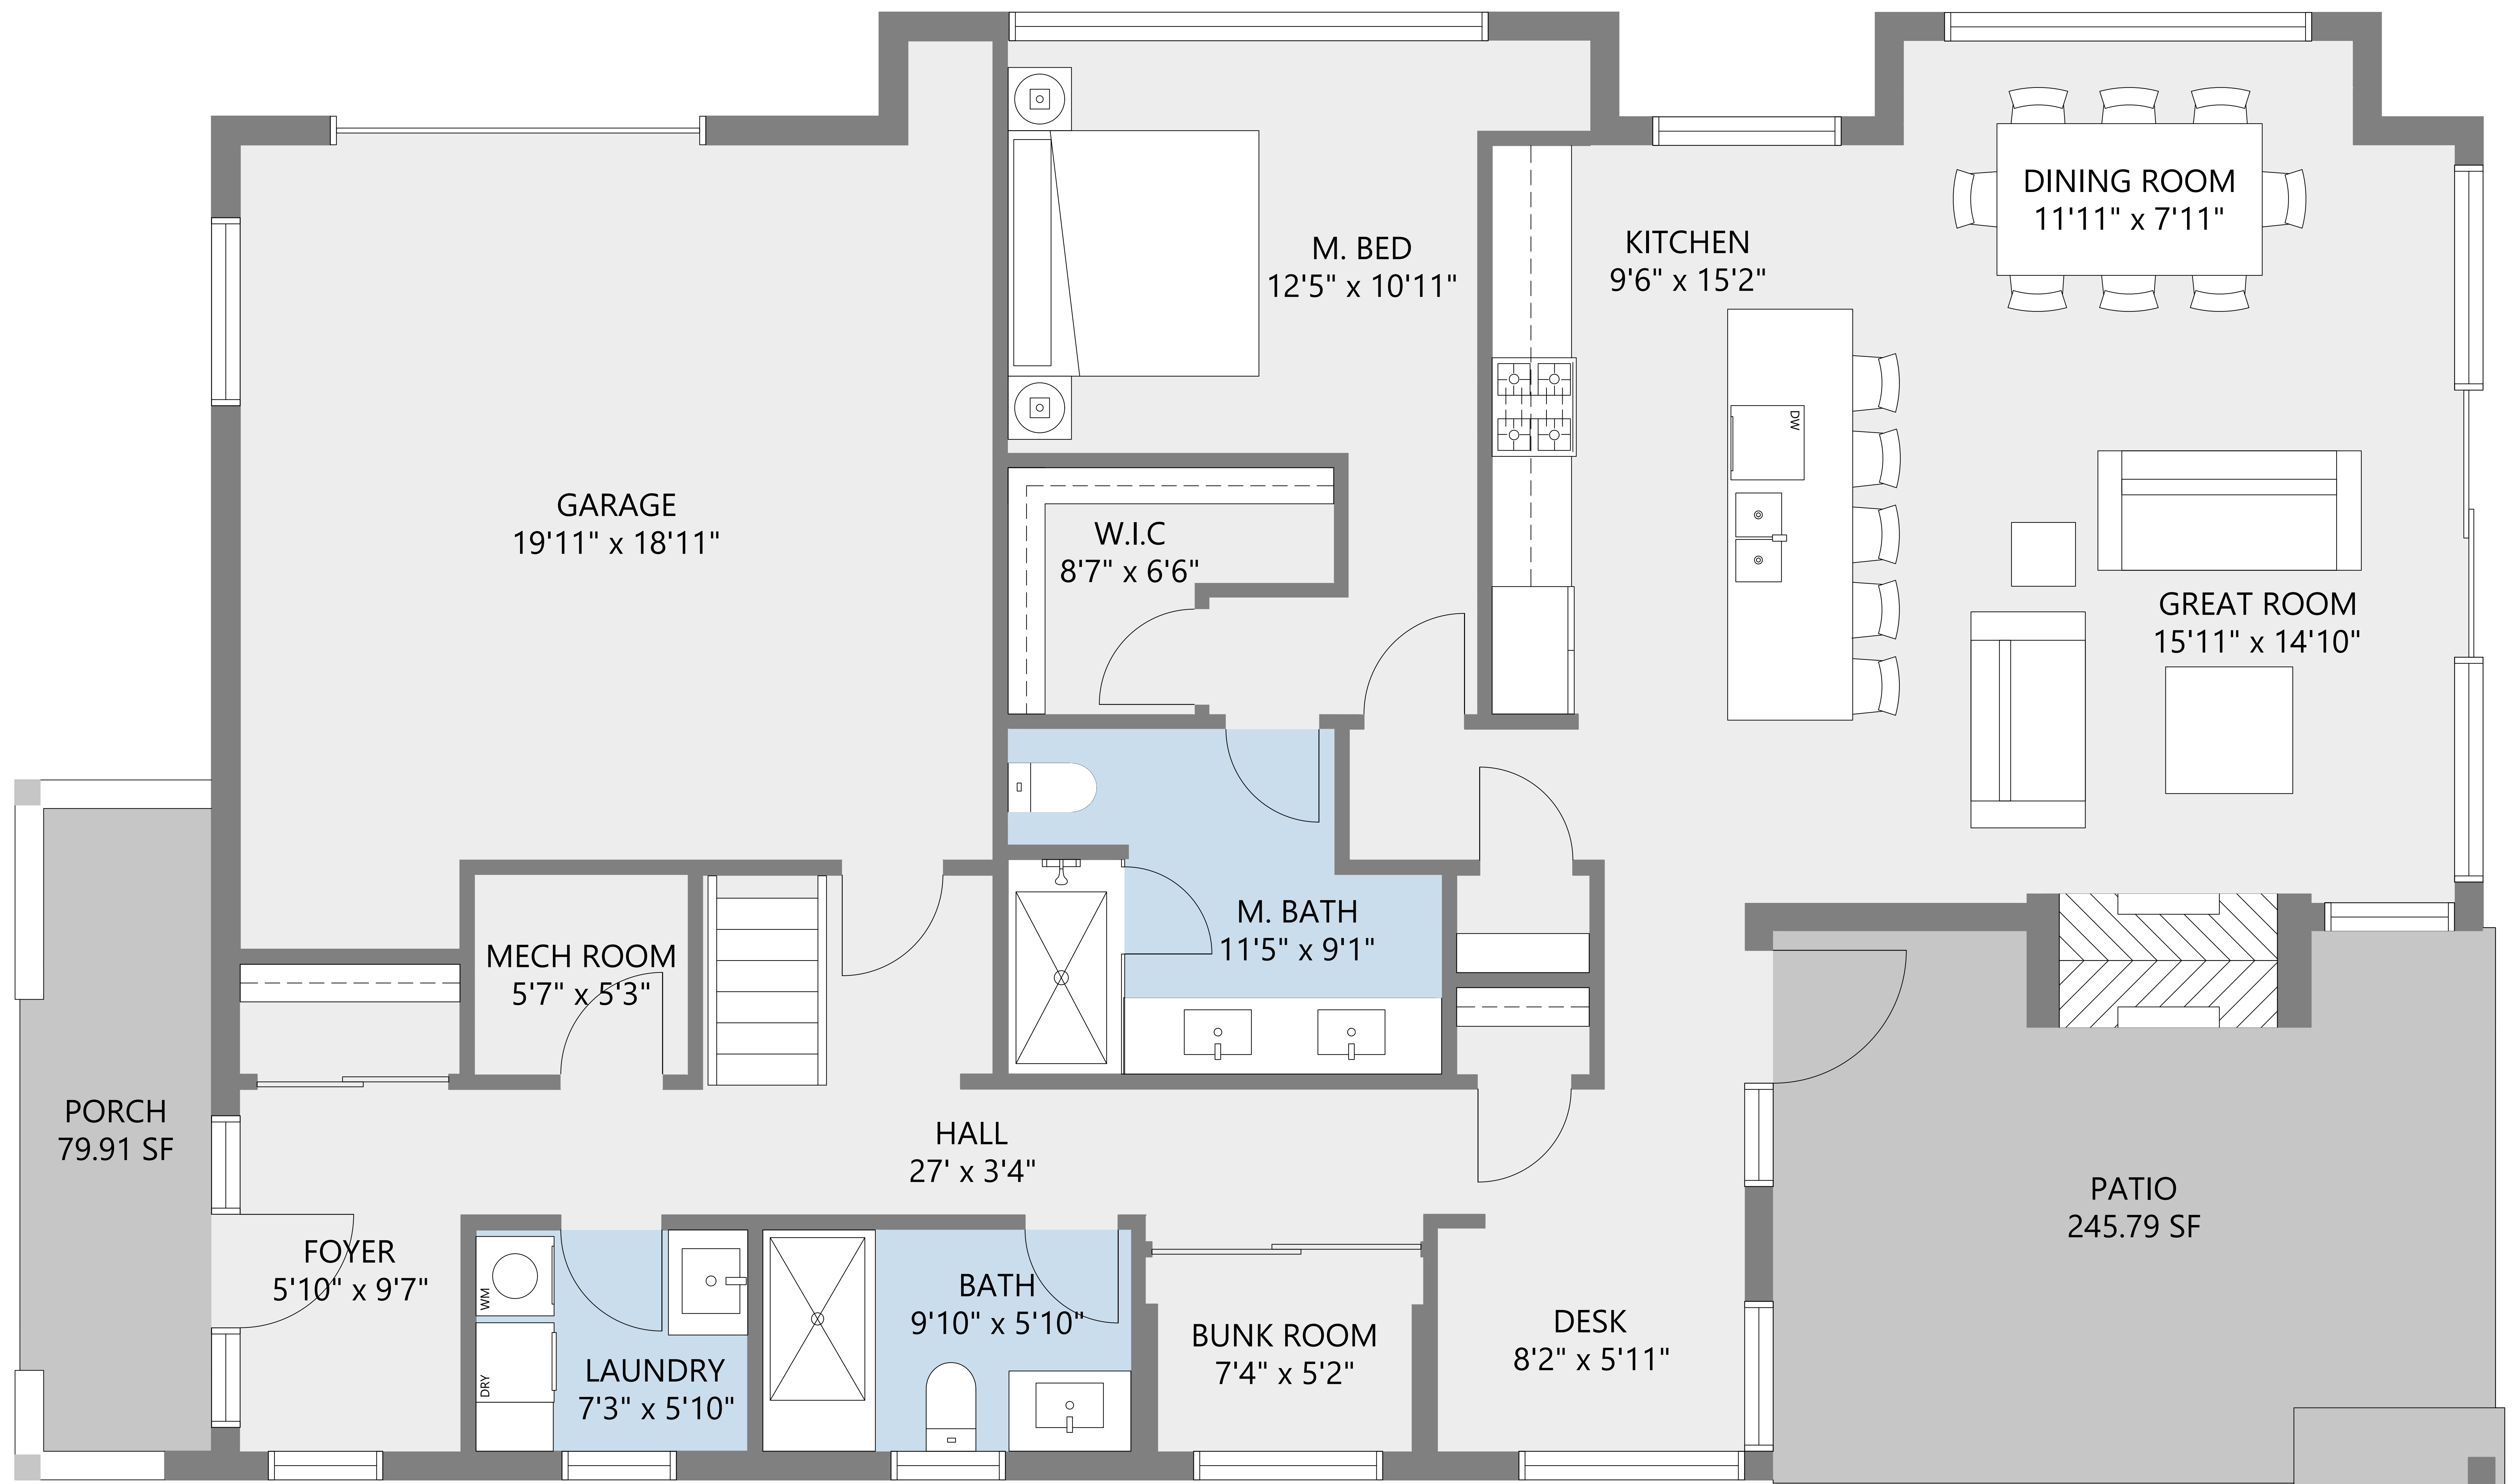 DINING ROOM
11'11" x 7'11"
KITCHEN
9'6" x 15'2"
M. BED
12'5" x 10'11"
DW
GARAGE
19'11" x 18'11"
W.I.C
8'7" x 6'6"
GREAT ROOM
15'11" x 14'10"
M. BATH
11'5" x 9'1"
MECH ROOM
5'7" x 5'3"
PORCH
79.91 SF
HALL
27' x 3'4"
PATIO
245.79 SF
FOYER
5'10" x 9'7"
WM
BATH
9'10" x 5'10"
BUNK ROOM
7'4" x 5'2"
DESK
8'2" x 5'11"
DRY
LAUNDRY
7'3" x 5'10"